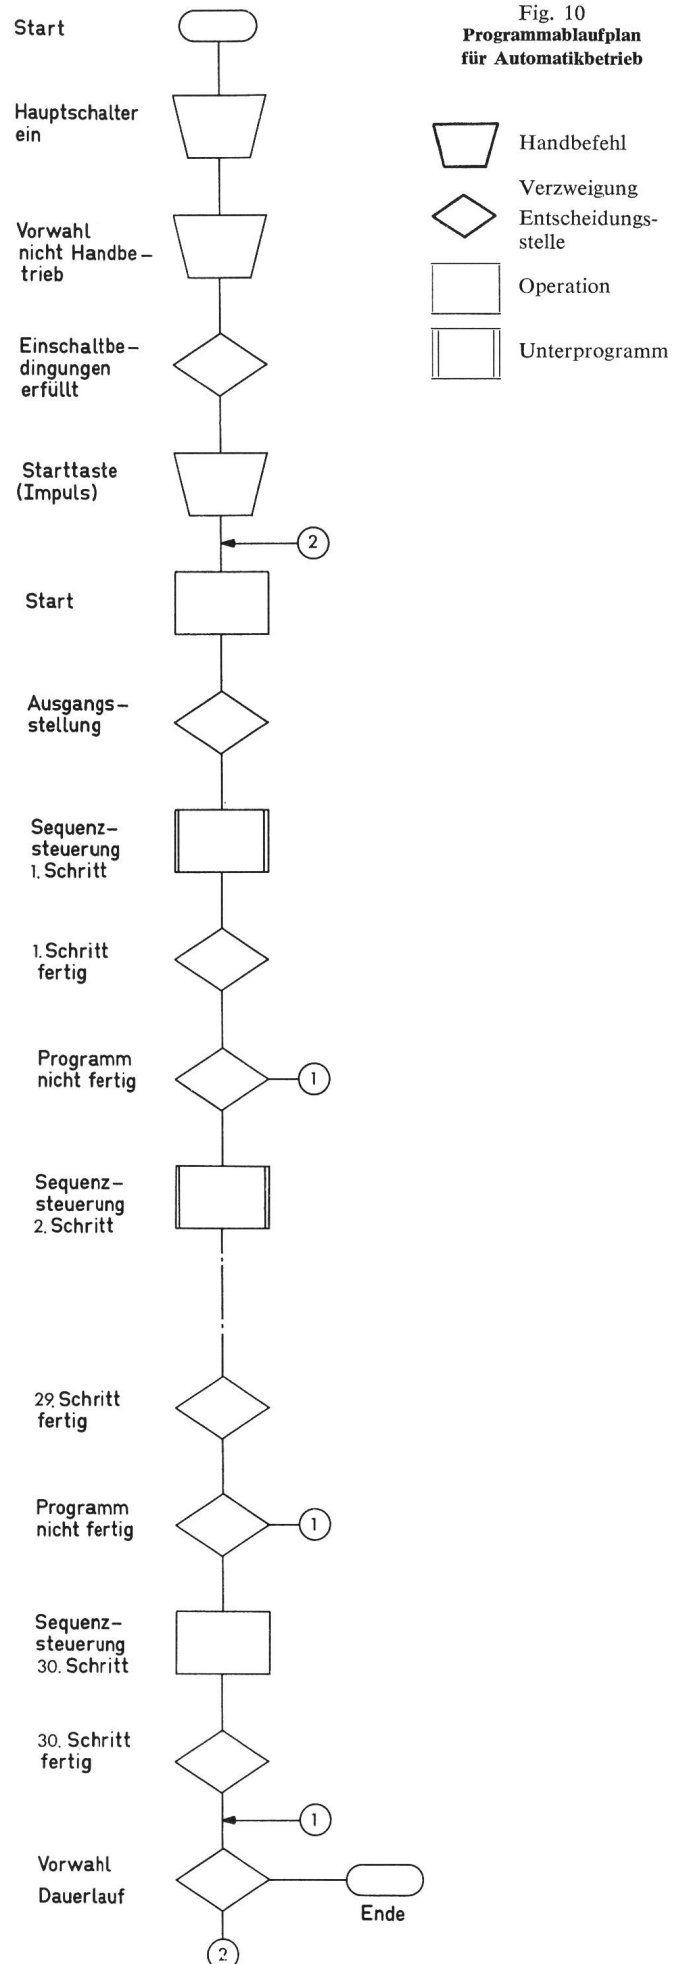 Fig. 10
Programmablaufplan
für Automatikbetrieb
Handbefehl
Verzweigung
Entscheidungs-
stelle
Operation
Unterprogramm
Start
Hauptschalter
ein
Vorwahl
nicht Handbe-
trieb
Einschaltbe-
dingungen
erfüllt
Starttaste
(Impuls)
2
Start
Ausgangs-
stellung
Sequenz-
steuerung
1. Schritt
1. Schritt
fertig
Programm
nicht fertig
1
Sequenz-
steuerung
2. Schritt
29. Schritt
fertig
Programm
nicht fertig
1
Sequenz-
steuerung
30. Schritt
30. Schritt
fertig
1
Vorwahl
Dauerlauf
Ende
2